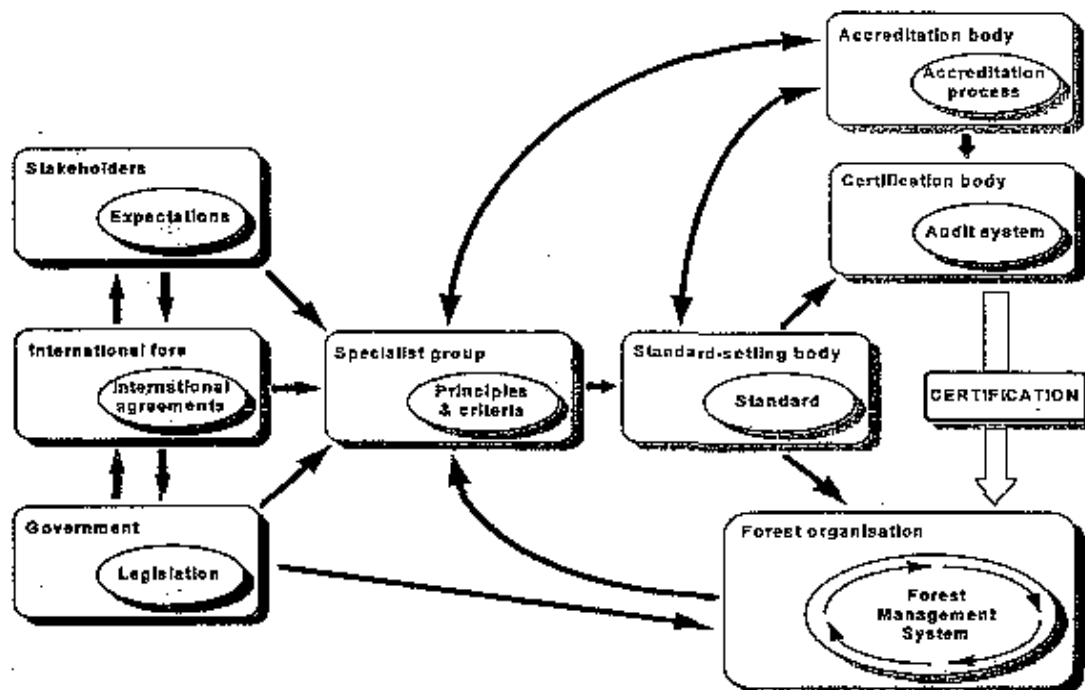 Accreditation body
Accreditation
process
Stakeholders
Expectations
Certification body
Audit system
International fora
International
agreements
Specialist group
Principles
& criteria
Standard-setting body
Standard
CERTIFICATION
Government
Legislation
Forest organisation
Forest
Management
System